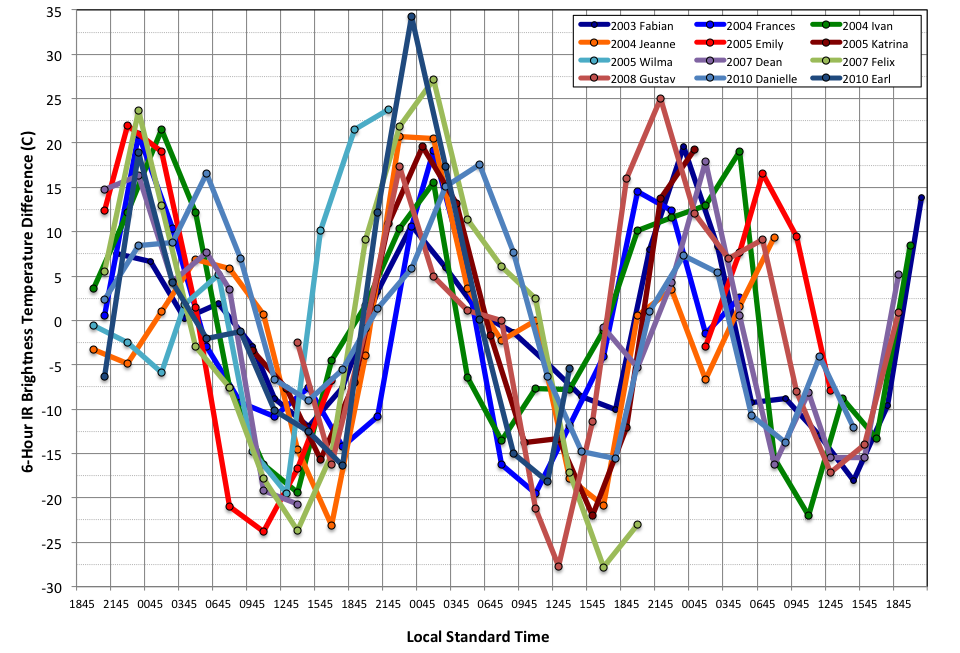 35
30
25
20
15
10
5
0
-5
-10
-15
-20
-25
-30
6-Hour IR Brightness Temperature Difference (C)
2003 Fabian 2004 Frances 2004 Ivan
2004 Jeanne 2005 Emily 2005 Katrina
2005 Wilma 2007 Dean 2007 Felix
2008 Gustav 2010 Danielle 2010 Earl
1845 2145 0045 0345 0645 0945 1245 1545 1845 2145 0045 0345 0645 0945 1245 1545 1845 2145 0045 0345 0645 0945 1245 1545 1845
Local Standard Time